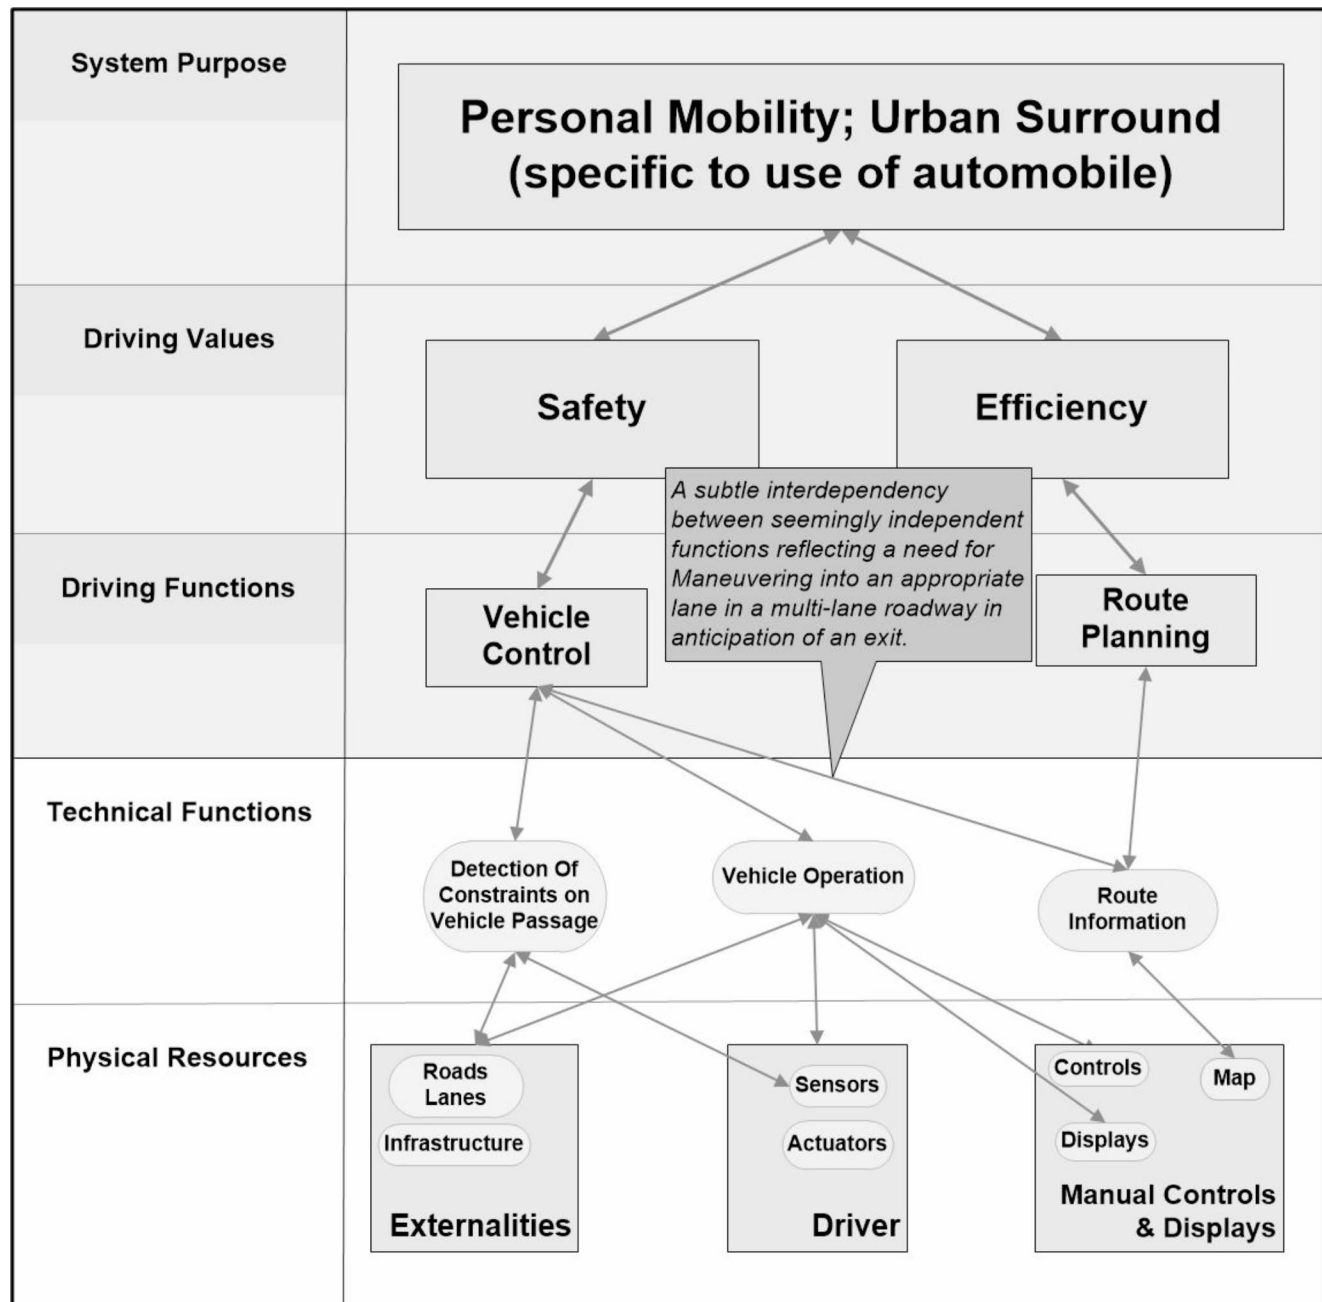 System Purpose
Personal Mobility; Urban Surround
(specific to use of automobile)
Driving Values
Safety
Efficiency
A subtle interdependency
between seemingly independent
functions reflecting a need for
Maneuvering into an appropriate
lane in a multi-lane roadway in
anticipation of an exit.
Driving Functions
Vehicle
Control
Route
Planning
Technical Functions
Detection Of
Constraints on
Vehicle Passage
Vehicle Operation
Route
Information
Physical Resources
Roads
Lanes
Infrastructure
Externalities
Sensors
Actuators
Driver
Controls
Map
Displays
Manual Controls
& Displays